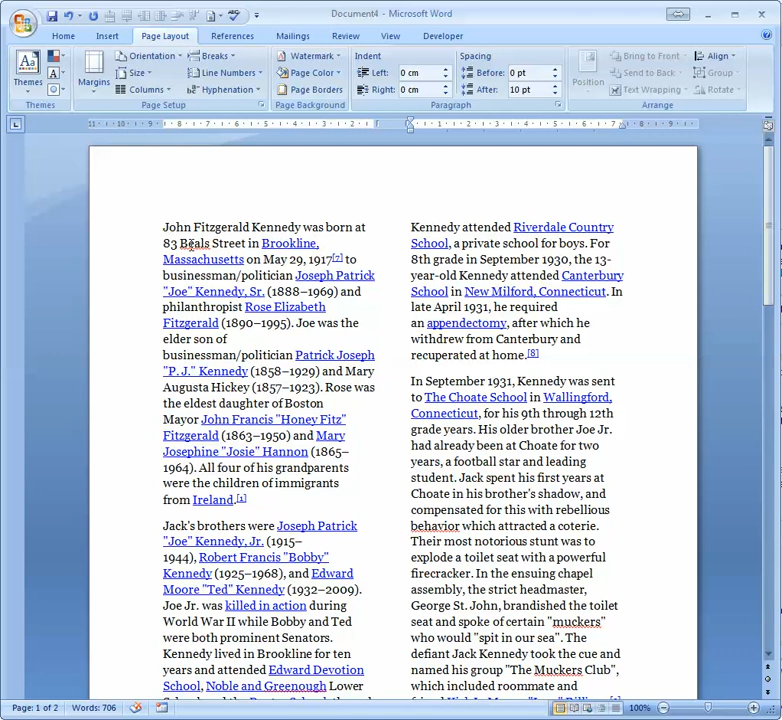 Document4 - Microsoft Word
Home Insert Page Layout References Mailings Review View Developer
Themes
Margins
Orientation
Size
Columns
Breaks
Line Numbers
Hyphenation
Watermark
Page Color
Page Borders
Indent
Left: 0 cm
Right: 0 cm
Spacing
Before: 0 pt
After: 10 pt
Position
Bring to Front
Send to Back
Text Wrapping
Align
Group
Rotate
Themes Page Setup Page Background Paragraph Arrange
John Fitzgerald Kennedy was born at
83 Beals Street in Brookline,
Massachusetts on May 29, 1917[7] to
businessman/politician Joseph Patrick
"Joe" Kennedy, Sr. (1888–1969) and
philanthropist Rose Elizabeth
Fitzgerald (1890–1995). Joe was the
elder son of
businessman/politician Patrick Joseph
"P. J." Kennedy (1858–1929) and Mary
Augusta Hickey (1857–1923). Rose was
the eldest daughter of Boston
Mayor John Francis "Honey Fitz"
Fitzgerald (1863–1950) and Mary
Josephine "Josie" Hannon (1865–
1964). All four of his grandparents
were the children of immigrants
from Ireland.[1]
Jack's brothers were Joseph Patrick
"Joe" Kennedy, Jr. (1915–
1944), Robert Francis "Bobby"
Kennedy (1925–1968), and Edward
Moore "Ted" Kennedy (1932–2009).
Joe Jr. was killed in action during
World War II while Bobby and Ted
were both prominent Senators.
Kennedy lived in Brookline for ten
years and attended Edward Devotion
School, Noble and Greenough Lower
Kennedy attended Riverdale Country
School, a private school for boys. For
8th grade in September 1930, the 13-
year-old Kennedy attended Canterbury
School in New Milford, Connecticut. In
late April 1931, he required
an appendectomy, after which he
withdrew from Canterbury and
recuperated at home.[8]
In September 1931, Kennedy was sent
to The Choate School in Wallingford,
Connecticut, for his 9th through 12th
grade years. His older brother Joe Jr.
had already been at Choate for two
years, a football star and leading
student. Jack spent his first years at
Choate in his brother's shadow, and
compensated for this with rebellious
behavior which attracted a coterie.
Their most notorious stunt was to
explode a toilet seat with a powerful
firecracker. In the ensuing chapel
assembly, the strict headmaster,
George St. John, brandished the toilet
seat and spoke of certain "muckers"
who would "spit in our sea". The
defiant Jack Kennedy took the cue and
named his group "The Muckers Club",
which included roommate and
Page: 1 of 2 Words: 706 100%